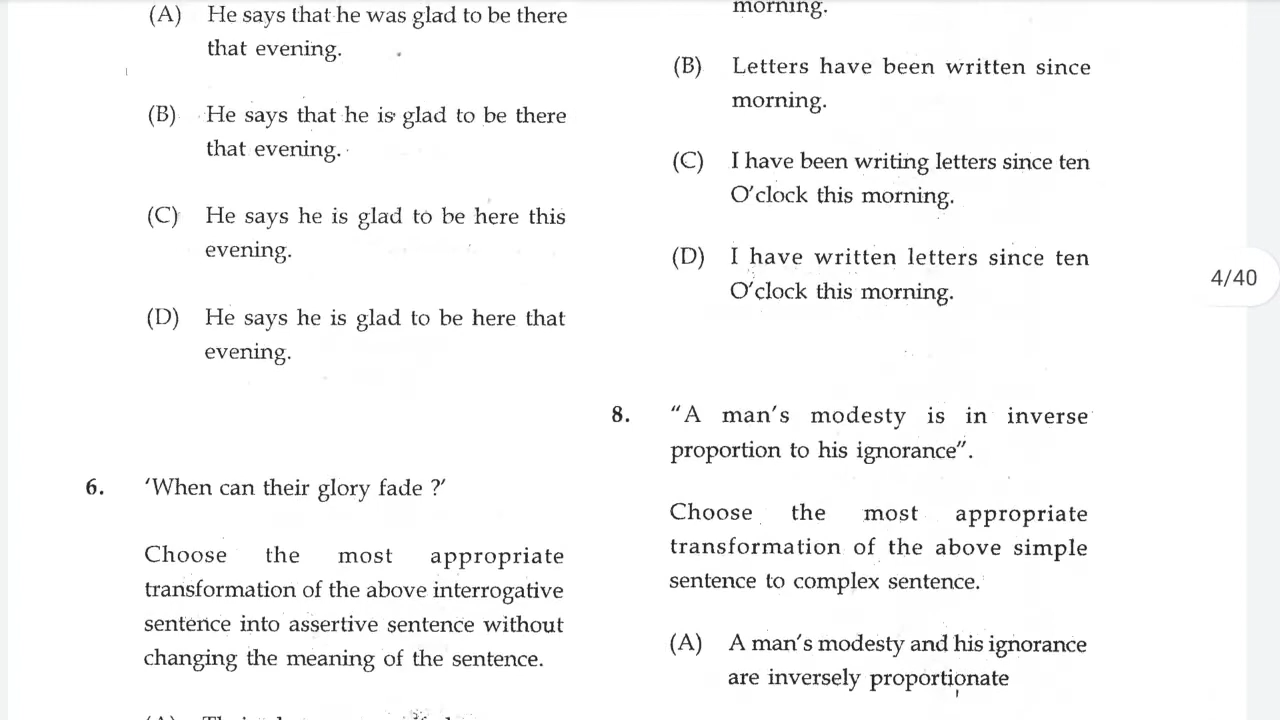 (A) He says that he was glad to be there
that evening.
(B) He says that he is glad to be there
that evening.
(C) He says he is glad to be here this
evening.
(D) He says he is glad to be here that
evening.
6. 'When can their glory fade ?'
Choose the most appropriate
transformation of the above interrogative
sentence into assertive sentence without
changing the meaning of the sentence.
morning.
(B) Letters have been written since
morning.
(C) I have been writing letters since ten
O'clock this morning.
(D) I have written letters since ten
O'clock this morning.
8. "A man's modesty is in inverse
proportion to his ignorance".
Choose the most appropriate
transformation of the above simple
sentence to complex sentence.
(A) A man's modesty and his ignorance
are inversely proportionate
4/40